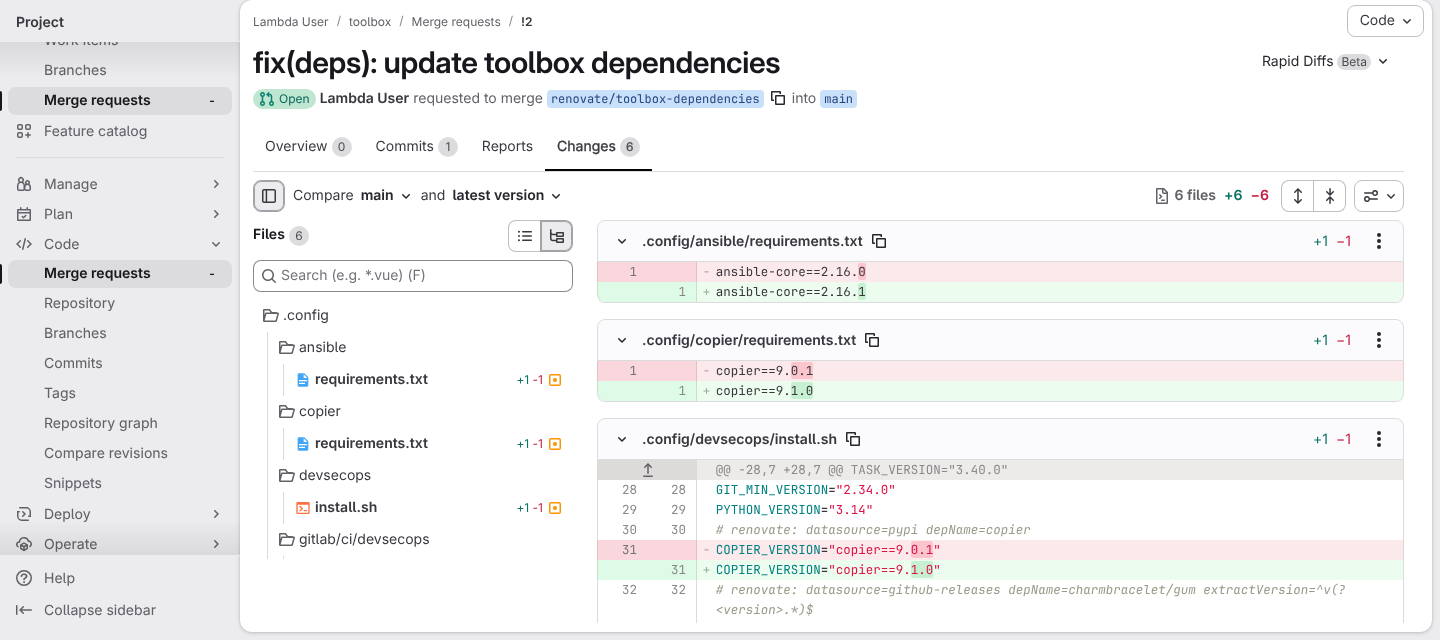 Project
Work items
Branches
Merge requests -
Feature catalog
Manage
Plan
Code
Merge requests -
Repository
Branches
Commits
Tags
Repository graph
Compare revisions
Snippets
Deploy
Operate
Help
Collapse sidebar
Lambda User / toolbox / Merge requests / !2
Code
fix(deps): update toolbox dependencies
Rapid Diffs Beta
Open Lambda User requested to merge renovate/toolbox-dependencies into main
Overview 0 Commits 1 Reports Changes 6
Compare main and latest version
6 files +6 −6
Files 6
Search (e.g. *.vue) (F)
.config
ansible
requirements.txt +1 -1
copier
requirements.txt +1 -1
devsecops
install.sh +1 -1
gitlab/ci/devsecops
.config/ansible/requirements.txt +1 −1
1 - ansible-core==2.16.0
1 + ansible-core==2.16.1
.config/copier/requirements.txt +1 −1
1 - copier==9.0.1
1 + copier==9.1.0
.config/devsecops/install.sh +1 −1
@@ -28,7 +28,7 @@ TASK_VERSION="3.40.0"
28 28 GIT_MIN_VERSION="2.34.0"
29 29 PYTHON_VERSION="3.14"
30 30 # renovate: datasource=pypi depName=copier
31 - COPIER_VERSION="copier==9.0.1"
31 + COPIER_VERSION="copier==9.1.0"
32 32 # renovate: datasource=github-releases depName=charmbracelet/gum extractVersion=^v(?
<version>.*)$